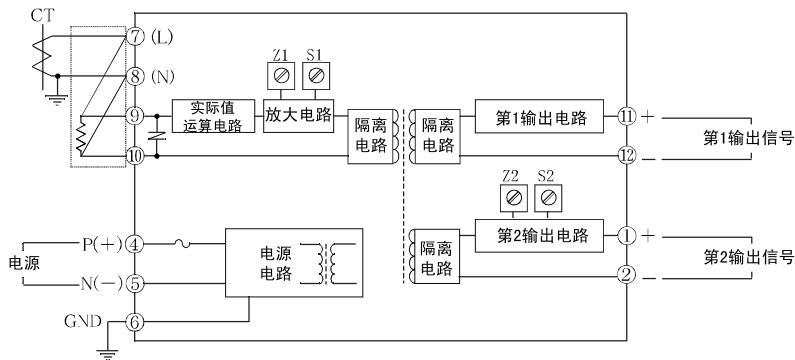 CT
⑦ (L)
⑧ (N)
⑨
⑩
实际值
运算电路
Z1
S1
放大电路
隔离
电路
隔离
电路
第1输出电路
⑪ +
⑫ −
第1输出信号
Z2
S2
隔离
电路
第2输出电路
① +
② −
第2输出信号
电源
P(+) ④
N(−) ⑤
GND ⑥
电源
电路